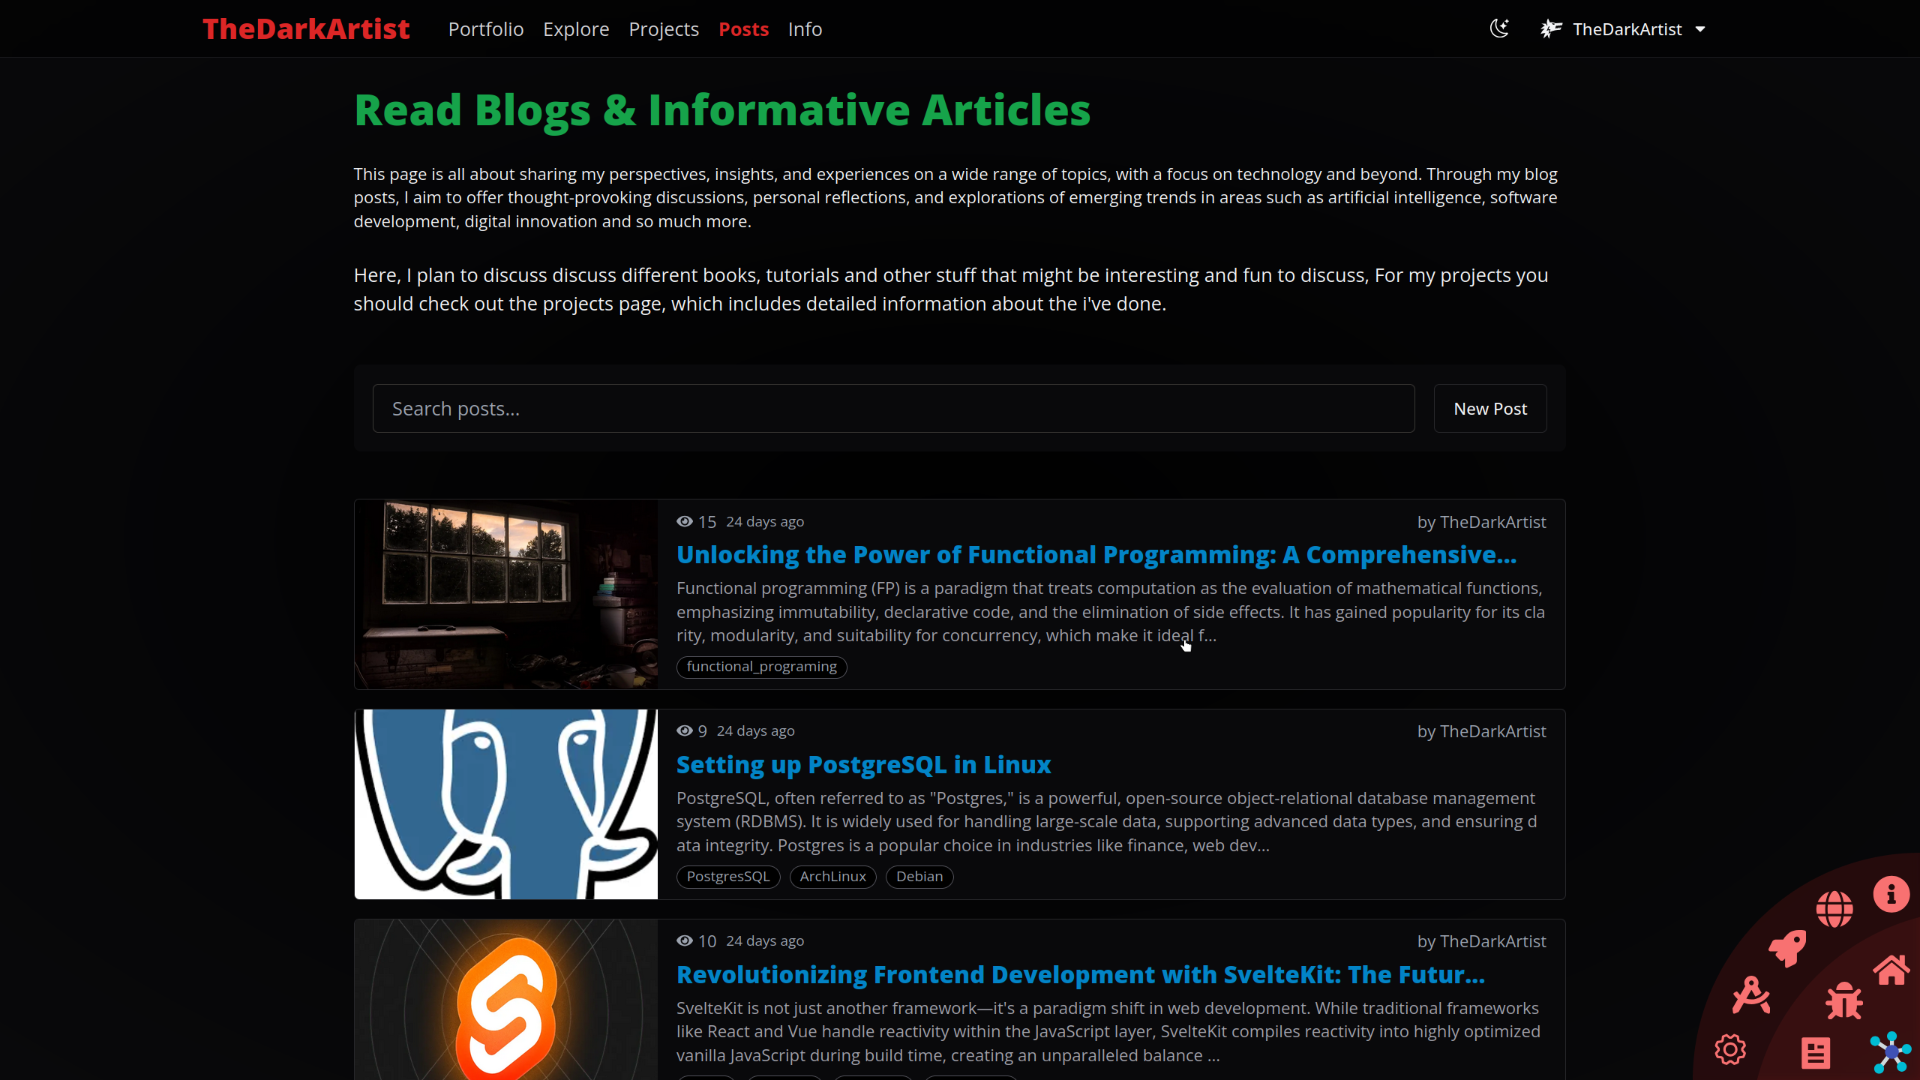 TheDarkArtist Portfolio Explore Projects Posts Info TheDarkArtist
Read Blogs & Informative Articles
This page is all about sharing my perspectives, insights, and experiences on a wide range of topics, with a focus on technology and beyond. Through my blog
posts, I aim to offer thought-provoking discussions, personal reflections, and explorations of emerging trends in areas such as artificial intelligence, software
development, digital innovation and so much more.
Here, I plan to discuss discuss different books, tutorials and other stuff that might be interesting and fun to discuss, For my projects you
should check out the projects page, which includes detailed information about the i've done.
Search posts... New Post
15 24 days ago by TheDarkArtist
Unlocking the Power of Functional Programming: A Comprehensive...
Functional programming (FP) is a paradigm that treats computation as the evaluation of mathematical functions,
emphasizing immutability, declarative code, and the elimination of side effects. It has gained popularity for its cla
rity, modularity, and suitability for concurrency, which make it ideal f...
functional_programing
9 24 days ago by TheDarkArtist
Setting up PostgreSQL in Linux
PostgreSQL, often referred to as "Postgres," is a powerful, open-source object-relational database management
system (RDBMS). It is widely used for handling large-scale data, supporting advanced data types, and ensuring d
ata integrity. Postgres is a popular choice in industries like finance, web dev...
PostgresSQL ArchLinux Debian
10 24 days ago by TheDarkArtist
Revolutionizing Frontend Development with SvelteKit: The Futur...
SvelteKit is not just another framework—it's a paradigm shift in web development. While traditional frameworks
like React and Vue handle reactivity within the JavaScript layer, SvelteKit compiles reactivity into highly optimized
vanilla JavaScript during build time, creating an unparalleled balance ...